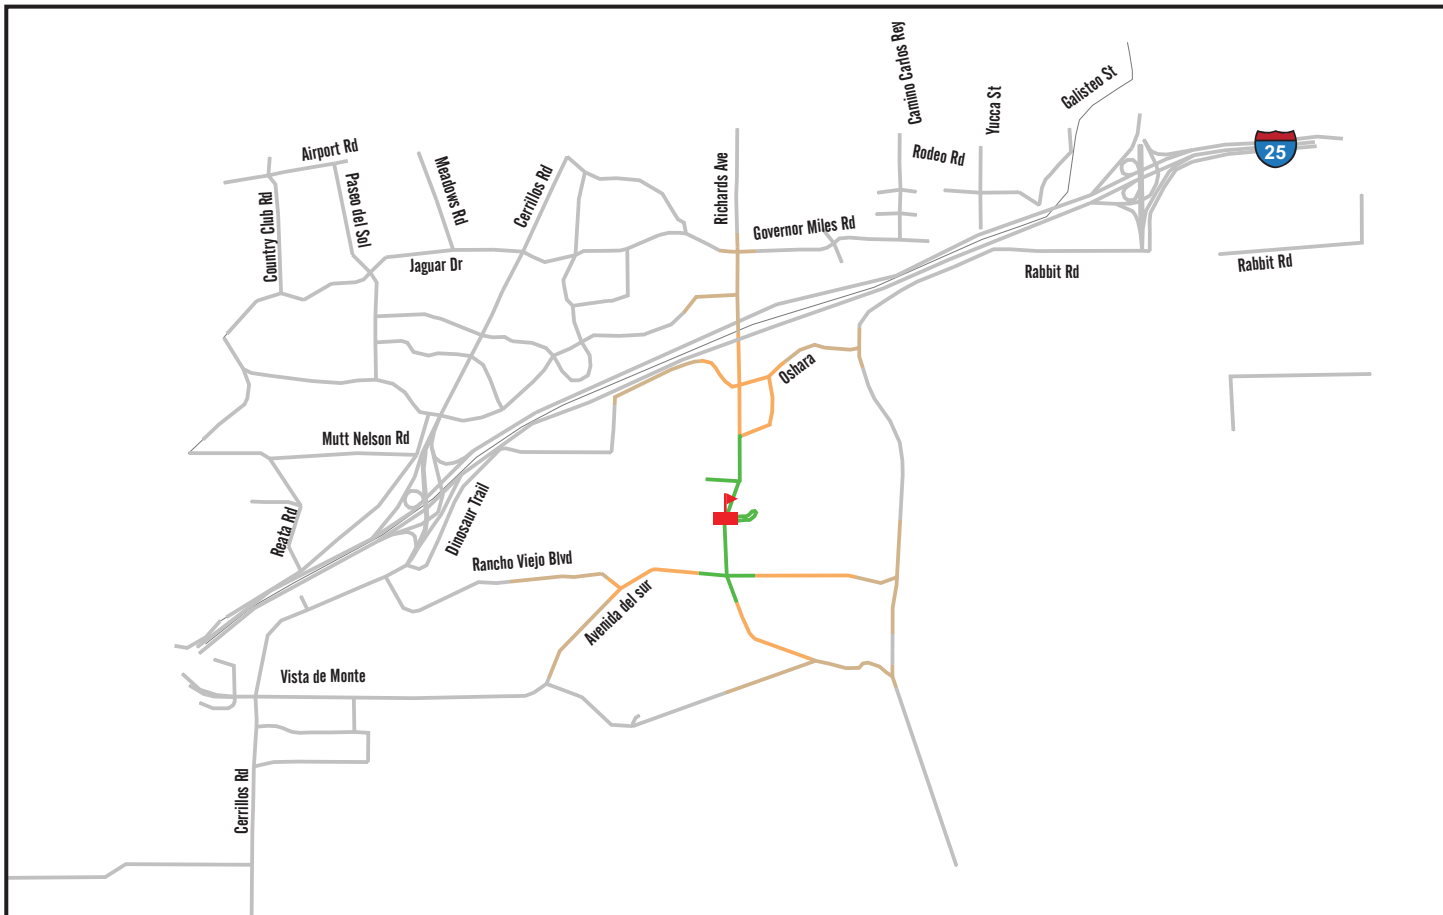 Camino Carlos Rey
Galisteo St
Yucca St
Airport Rd
Rodeo Rd
25
Meadows Rd
Cerrillos Rd
Richards Ave
Paseo del Sol
Country Club Rd
Governor Miles Rd
Jaguar Dr
Rabbit Rd
Rabbit Rd
Oshara
Mutt Nelson Rd
Reata Rd
Dinosaur Trail
Rancho Viejo Blvd
Avenida del sur
Vista de Monte
Cerrillos Rd